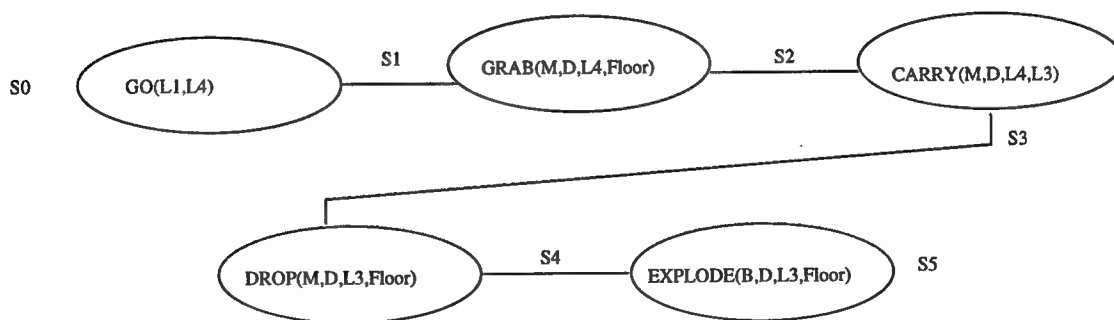 S0
GO(L1,L4)
S1
GRAB(M,D,L4,Floor)
S2
CARRY(M,D,L4,L3)
S3
DROP(M,D,L3,Floor)
S4
EXPLODE(B,D,L3,Floor)
S5